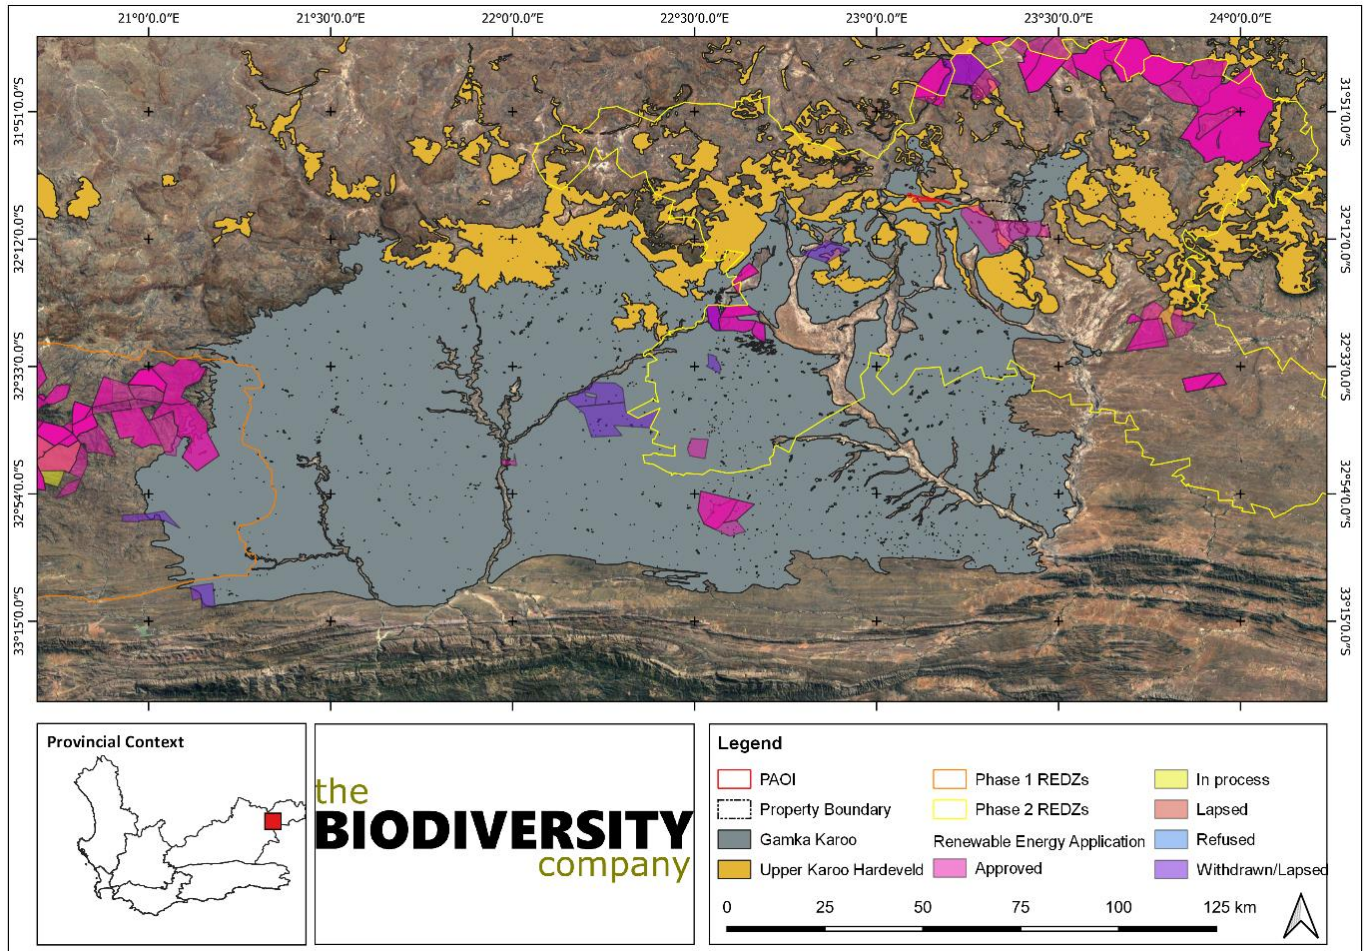 21°0'0.0"E 21°30'0.0"E 22°0'0.0"E 22°30'0.0"E 23°0'0.0"E 23°30'0.0"E 24°0'0.0"E
31°51'0.0"S 31°51'0.0"S
32°12'0.0"S 32°12'0.0"S
32°33'0.0"S 32°33'0.0"S
32°54'0.0"S 32°54'0.0"S
33°15'0.0"S 33°15'0.0"S
Provincial Context
the
BIODIVERSITY
company
Legend
PAOI
Property Boundary
Gamka Karoo
Upper Karoo Hardeveld
Phase 1 REDZs
Phase 2 REDZs
Renewable Energy Application
Approved
In process
Lapsed
Refused
Withdrawn/Lapsed
0 25 50 75 100 125 km